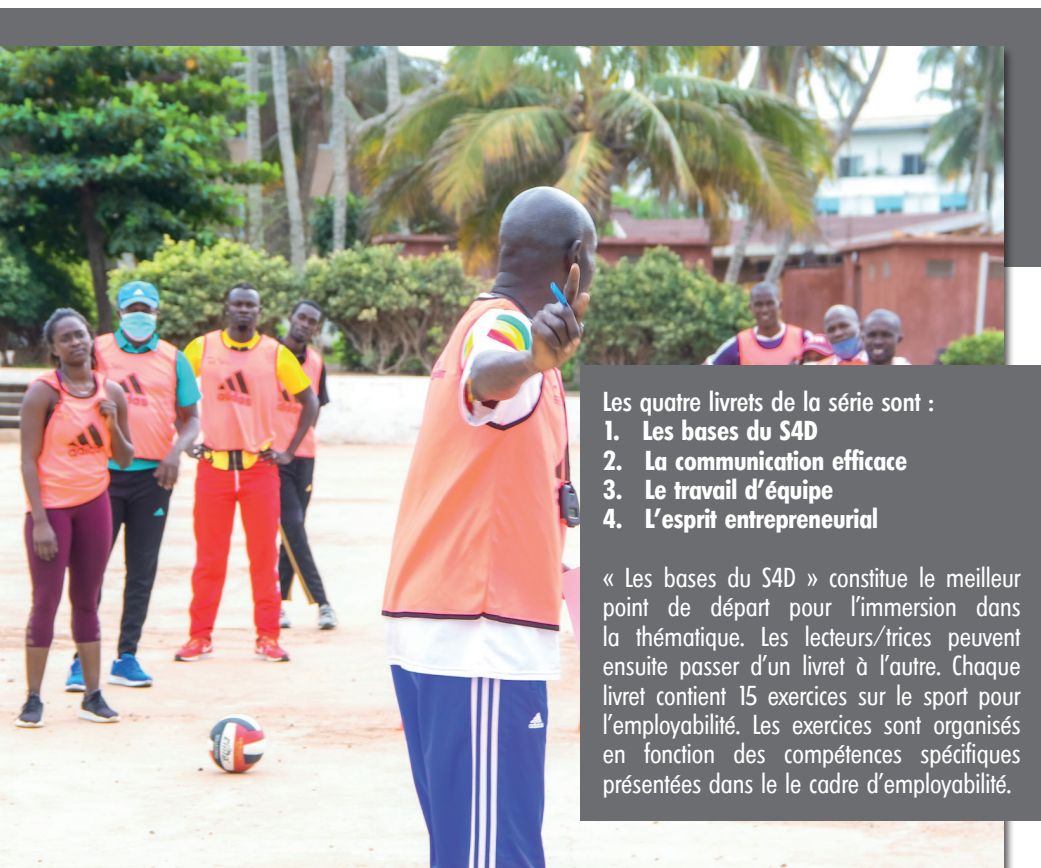 adidas
adidas
adidas
Les quatre livrets de la série sont :
1. Les bases du S4D
2. La communication efficace
3. Le travail d'équipe
4. L'esprit entrepreneurial
« Les bases du S4D » constitue le meilleur
point de départ pour l'immersion dans
la thématique. Les lecteurs/trices peuvent
ensuite passer d'un livret à l'autre. Chaque
livret contient 15 exercices sur le sport pour
l'employabilité. Les exercices sont organisés
en fonction des compétences spécifiques
présentées dans le le cadre d'employabilité.